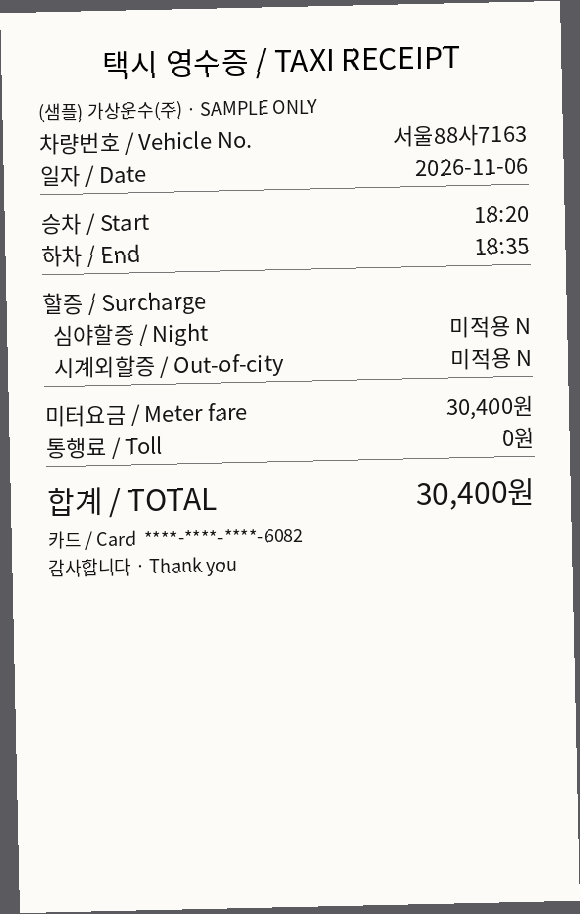 택시 영수증 / TAXI RECEIPT
(샘플) 가상운수(주) · SAMPLE ONLY
차량번호 / Vehicle No. 서울88사7163
일자 / Date 2026-11-06
승차 / Start 18:20
하차 / End 18:35
할증 / Surcharge
심야할증 / Night 미적용 N
시계외할증 / Out-of-city 미적용 N
미터요금 / Meter fare 30,400원
통행료 / Toll 0원
합계 / TOTAL 30,400원
카드 / Card ****-****-****-6082
감사합니다 · Thank you